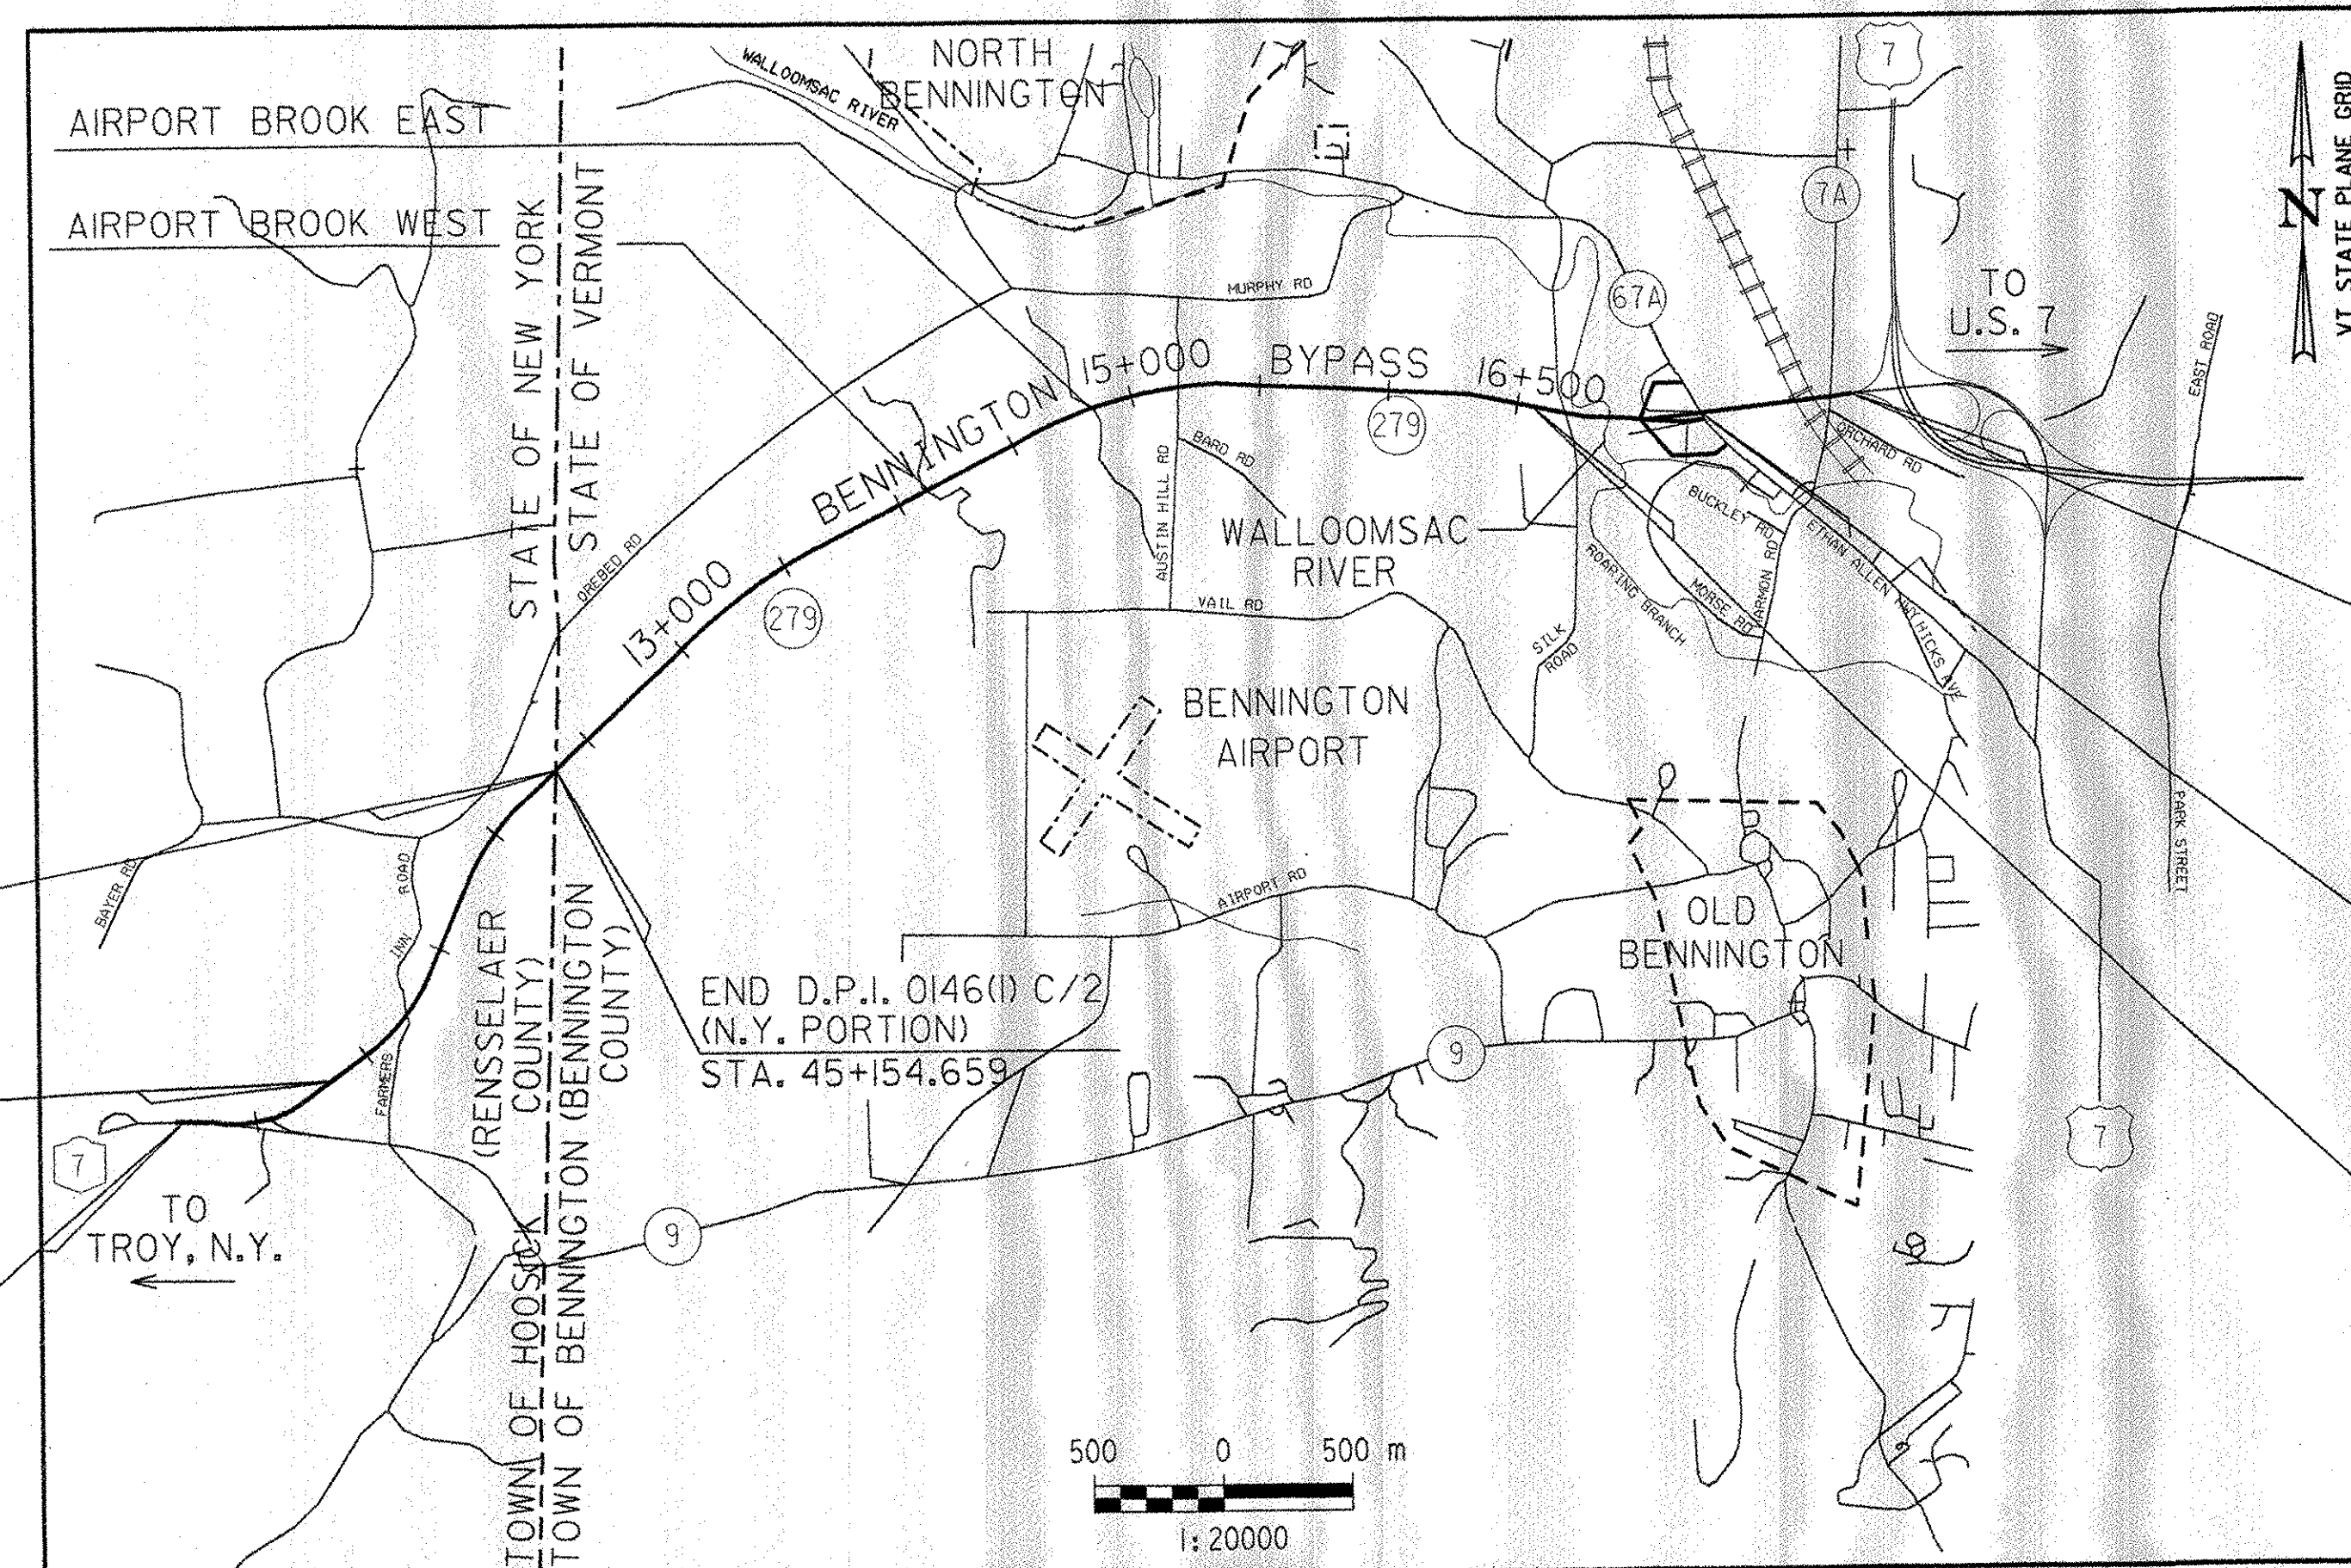 NORTH
BENNINGTON
WALLOOMSAC RIVER
7
AIRPORT BROOK EAST
AIRPORT BROOK WEST
STATE OF NEW YORK
STATE OF VERMONT
7A
N
VT STATE PLANE GRID
TO
U.S. 7
MURPHY RD
67A
EAST ROAD
BENNINGTON
15+000
BYPASS
16+500
279
ORCHARD RD
BARD RD
AUSTIN HILL RD
OREBED RD
WALLOOMSAC
RIVER
BUCKLEY RD
ETHAN ALLEN HWY
HARMON RD
MORSE RD
ROARING BRANCH
HICKS AVE
13+000
279
VAIL RD
SILK
ROAD
BENNINGTON
AIRPORT
PARK STREET
BAYER RD
FARMERS
INN
ROAD
AIRPORT RD
OLD
BENNINGTON
(RENSSELAER
COUNTY)
(BENNINGTON
COUNTY)
END D.P.I. 0146(1) C/2
(N.Y. PORTION)
STA. 45+154.659
9
7
7
TO
TROY, N.Y.
9
TOWN OF HOOSICK
TOWN OF BENNINGTON
500 0 500 m
1:20000